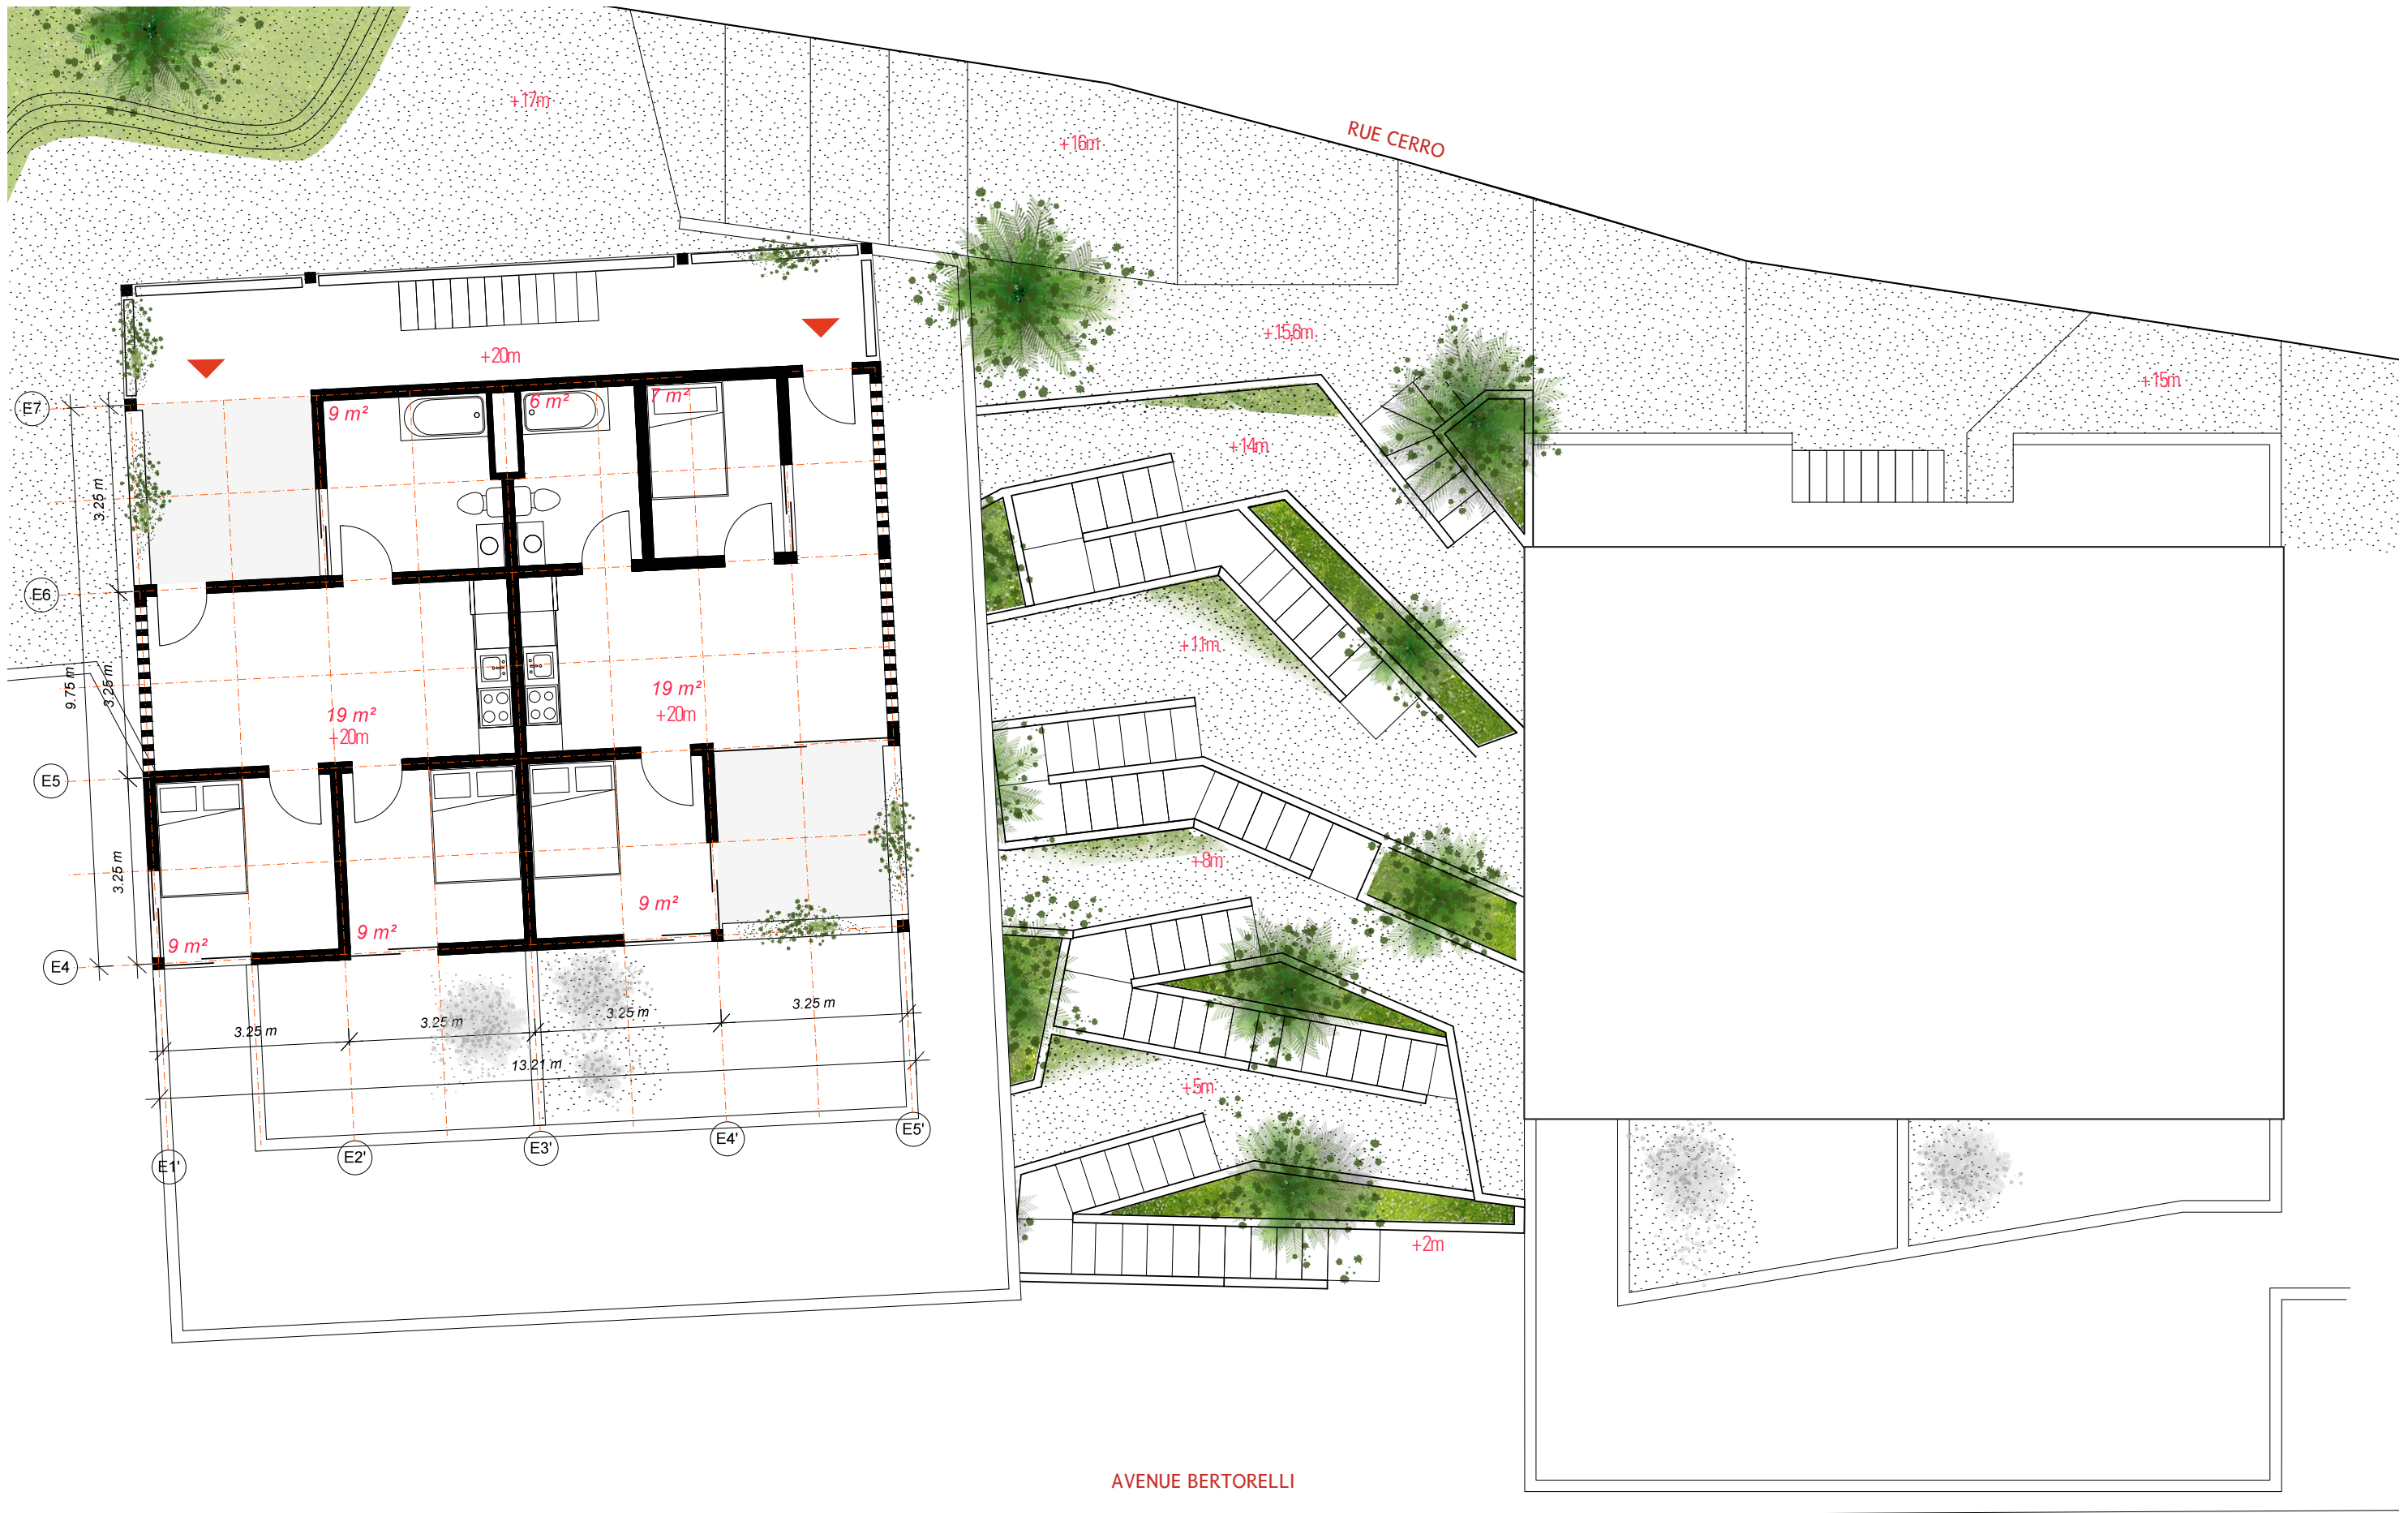 +17m
+16m
RUE CERRO
+15,6m
+15m
+20m
E7
9 m²
6 m²
7 m²
+14m
3.25 m
E6
+11m
9.75 m
3.25 m
19 m²
+20m
19 m²
+20m
E5
3.25 m
+8m
9 m²
9 m²
9 m²
E4
3.25 m
3.25 m
3.25 m
3.25 m
13.21 m
+5m
E1'
E2'
E3'
E4'
E5'
+2m
AVENUE BERTORELLI